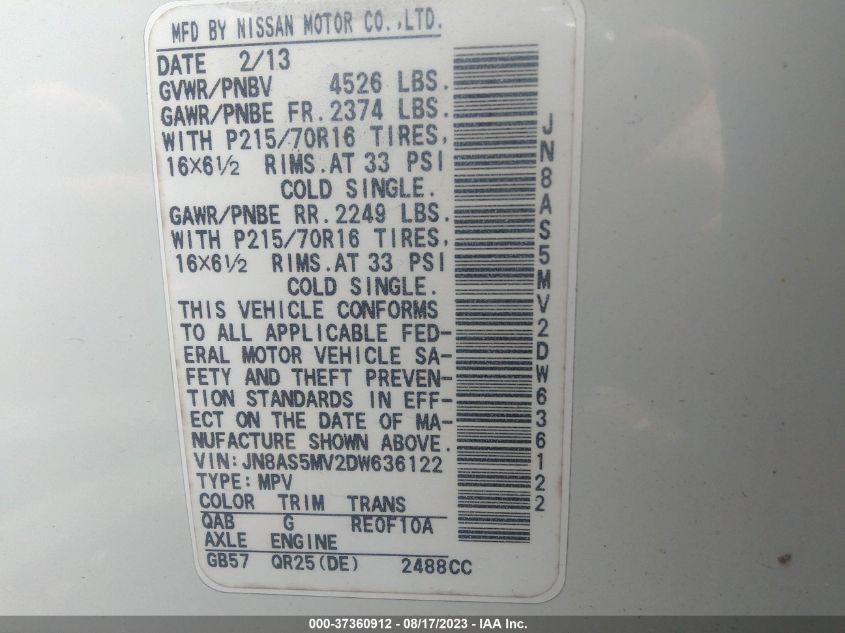 MFD BY NISSAN MOTOR CO.,LTD.
DATE 2/13
GVWR/PNBV 4526 LBS.
GAWR/PNBE FR.2374 LBS.
WITH P215/70R16 TIRES,
16X6½ RIMS.AT 33 PSI
COLD SINGLE.
GAWR/PNBE RR.2249 LBS.
WITH P215/70R16 TIRES,
16X6½ RIMS.AT 33 PSI
COLD SINGLE.
THIS VEHICLE CONFORMS
TO ALL APPLICABLE FED-
ERAL MOTOR VEHICLE SA-
FETY AND THEFT PREVEN-
TION STANDARDS IN EFF-
ECT ON THE DATE OF MA-
NUFACTURE SHOWN ABOVE.
VIN:JN8AS5MV2DW636122
TYPE:MPV
COLOR TRIM TRANS
QAB G RE0F10A
AXLE ENGINE
GB57 QR25(DE) 2488CC
JN8AS5MV2DW636122
000-37360912 - 08/17/2023 - IAA Inc.